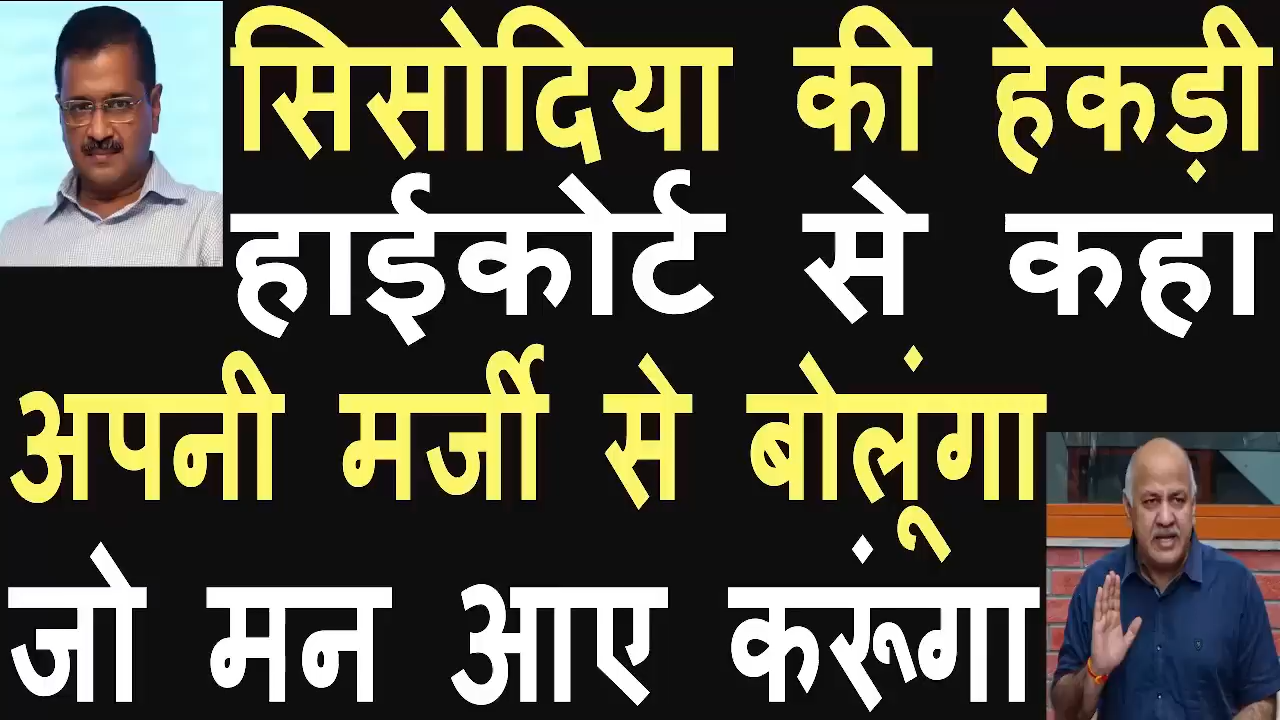 सिसोदिया की हेकड़ी
हाईकोर्ट से कहा
अपनी मर्जी से बोलूंगा
जो मन आए करूंगा